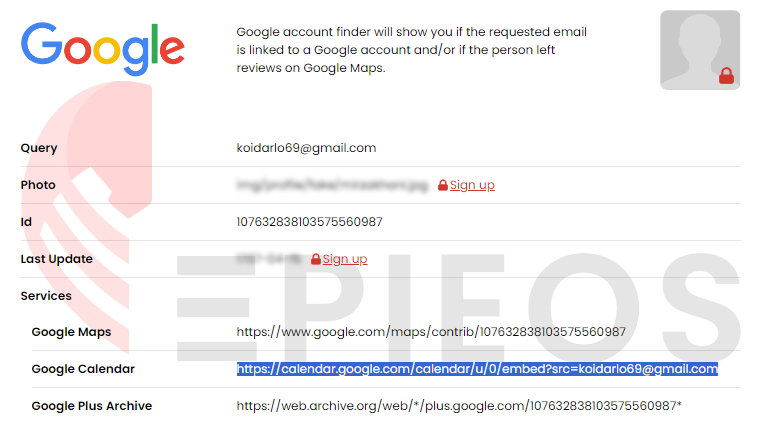 Google
Google account finder will show you if the requested email
is linked to a Google account and/or if the person left
reviews on Google Maps.
Query koidarlo69@gmail.com
Photo Sign up
Id 107632838103575560987
Last Update Sign up
EPIEOS
Services
Google Maps https://www.google.com/maps/contrib/107632838103575560987
Google Calendar https://calendar.google.com/calendar/u/0/embed?src=koidarlo69@gmail.com
Google Plus Archive https://web.archive.org/web/*/plus.google.com/107632838103575560987*